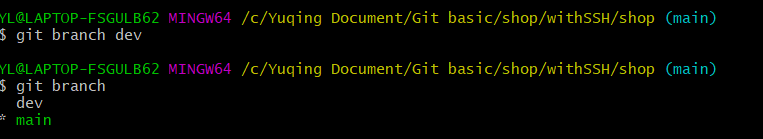 YL@LAPTOP-FSGULB62 MINGW64 /c/Yuqing Document/Git basic/shop/withSSH/shop (main)
$ git branch dev
YL@LAPTOP-FSGULB62 MINGW64 /c/Yuqing Document/Git basic/shop/withSSH/shop (main)
$ git branch
  dev
* main